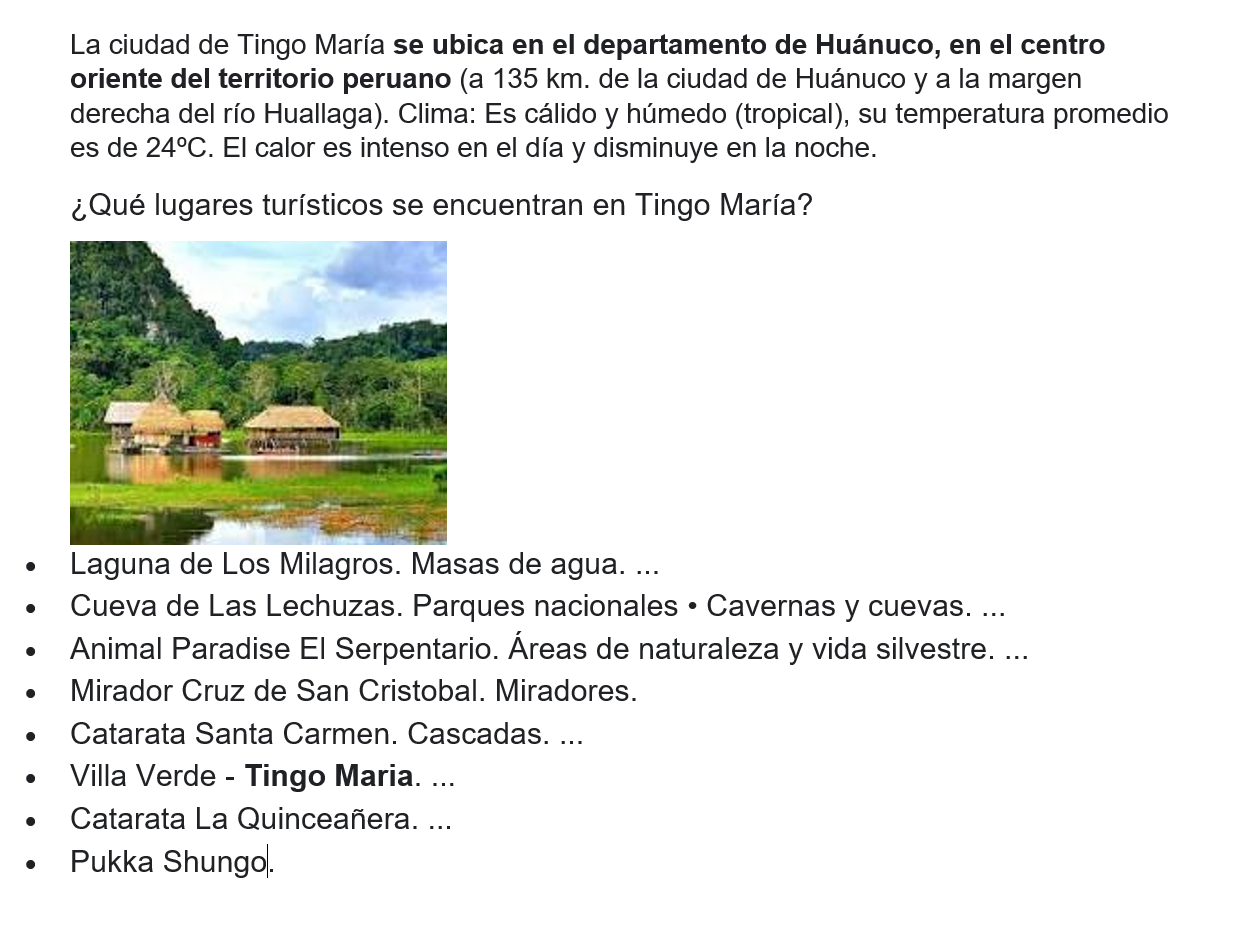 La ciudad de Tingo María se ubica en el departamento de Huánuco, en el centro
oriente del territorio peruano (a 135 km. de la ciudad de Huánuco y a la margen
derecha del río Huallaga). Clima: Es cálido y húmedo (tropical), su temperatura promedio
es de 24ºC. El calor es intenso en el día y disminuye en la noche.
¿Qué lugares turísticos se encuentran en Tingo María?
• Laguna de Los Milagros. Masas de agua. ...
• Cueva de Las Lechuzas. Parques nacionales • Cavernas y cuevas. ...
• Animal Paradise El Serpentario. Áreas de naturaleza y vida silvestre. ...
• Mirador Cruz de San Cristobal. Miradores.
• Catarata Santa Carmen. Cascadas. ...
• Villa Verde - Tingo Maria. ...
• Catarata La Quinceañera. ...
• Pukka Shungo.